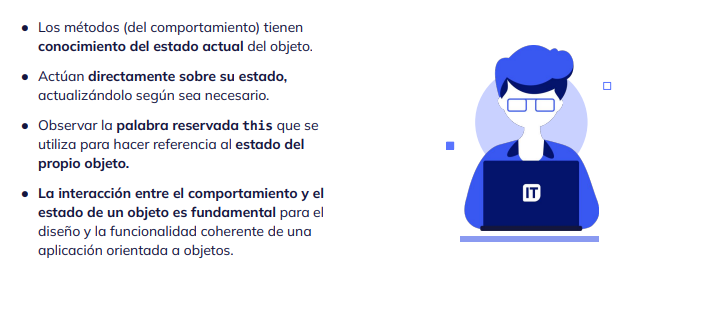 ● Los métodos (del comportamiento) tienen
conocimiento del estado actual del objeto.
● Actúan directamente sobre su estado,
actualizándolo según sea necesario.
● Observar la palabra reservada this que se
utiliza para hacer referencia al estado del
propio objeto.
● La interacción entre el comportamiento y el
estado de un objeto es fundamental para el
diseño y la funcionalidad coherente de una
aplicación orientada a objetos.
IT